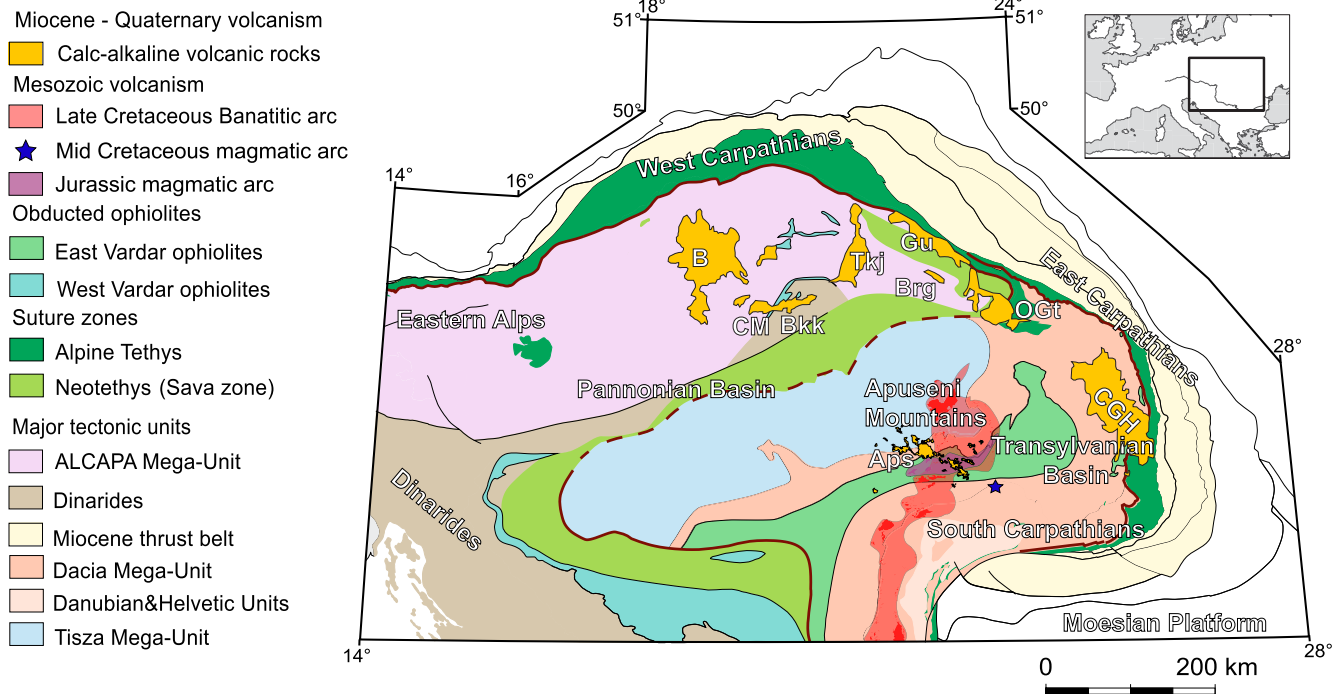 Miocene - Quaternary volcanism
Calc-alkaline volcanic rocks
Mesozoic volcanism
Late Cretaceous Banatitic arc
Mid Cretaceous magmatic arc
Jurassic magmatic arc
Obducted ophiolites
East Vardar ophiolites
West Vardar ophiolites
Suture zones
Alpine Tethys
Neotethys (Sava zone)
Major tectonic units
ALCAPA Mega-Unit
Dinarides
Miocene thrust belt
Dacia Mega-Unit
Danubian&Helvetic Units
Tisza Mega-Unit
18°
24°
51°
51°
50°
50°
14°
16°
28°
14°
28°
West Carpathians
East Carpathians
B
Tkj
Gu
Brg
OGt
CM Bkk
Eastern Alps
Pannonian Basin
Apuseni
Mountains
CGH
Aps
Transylvanian
Basin
Dinarides
South Carpathians
Moesian Platform
0
200 km